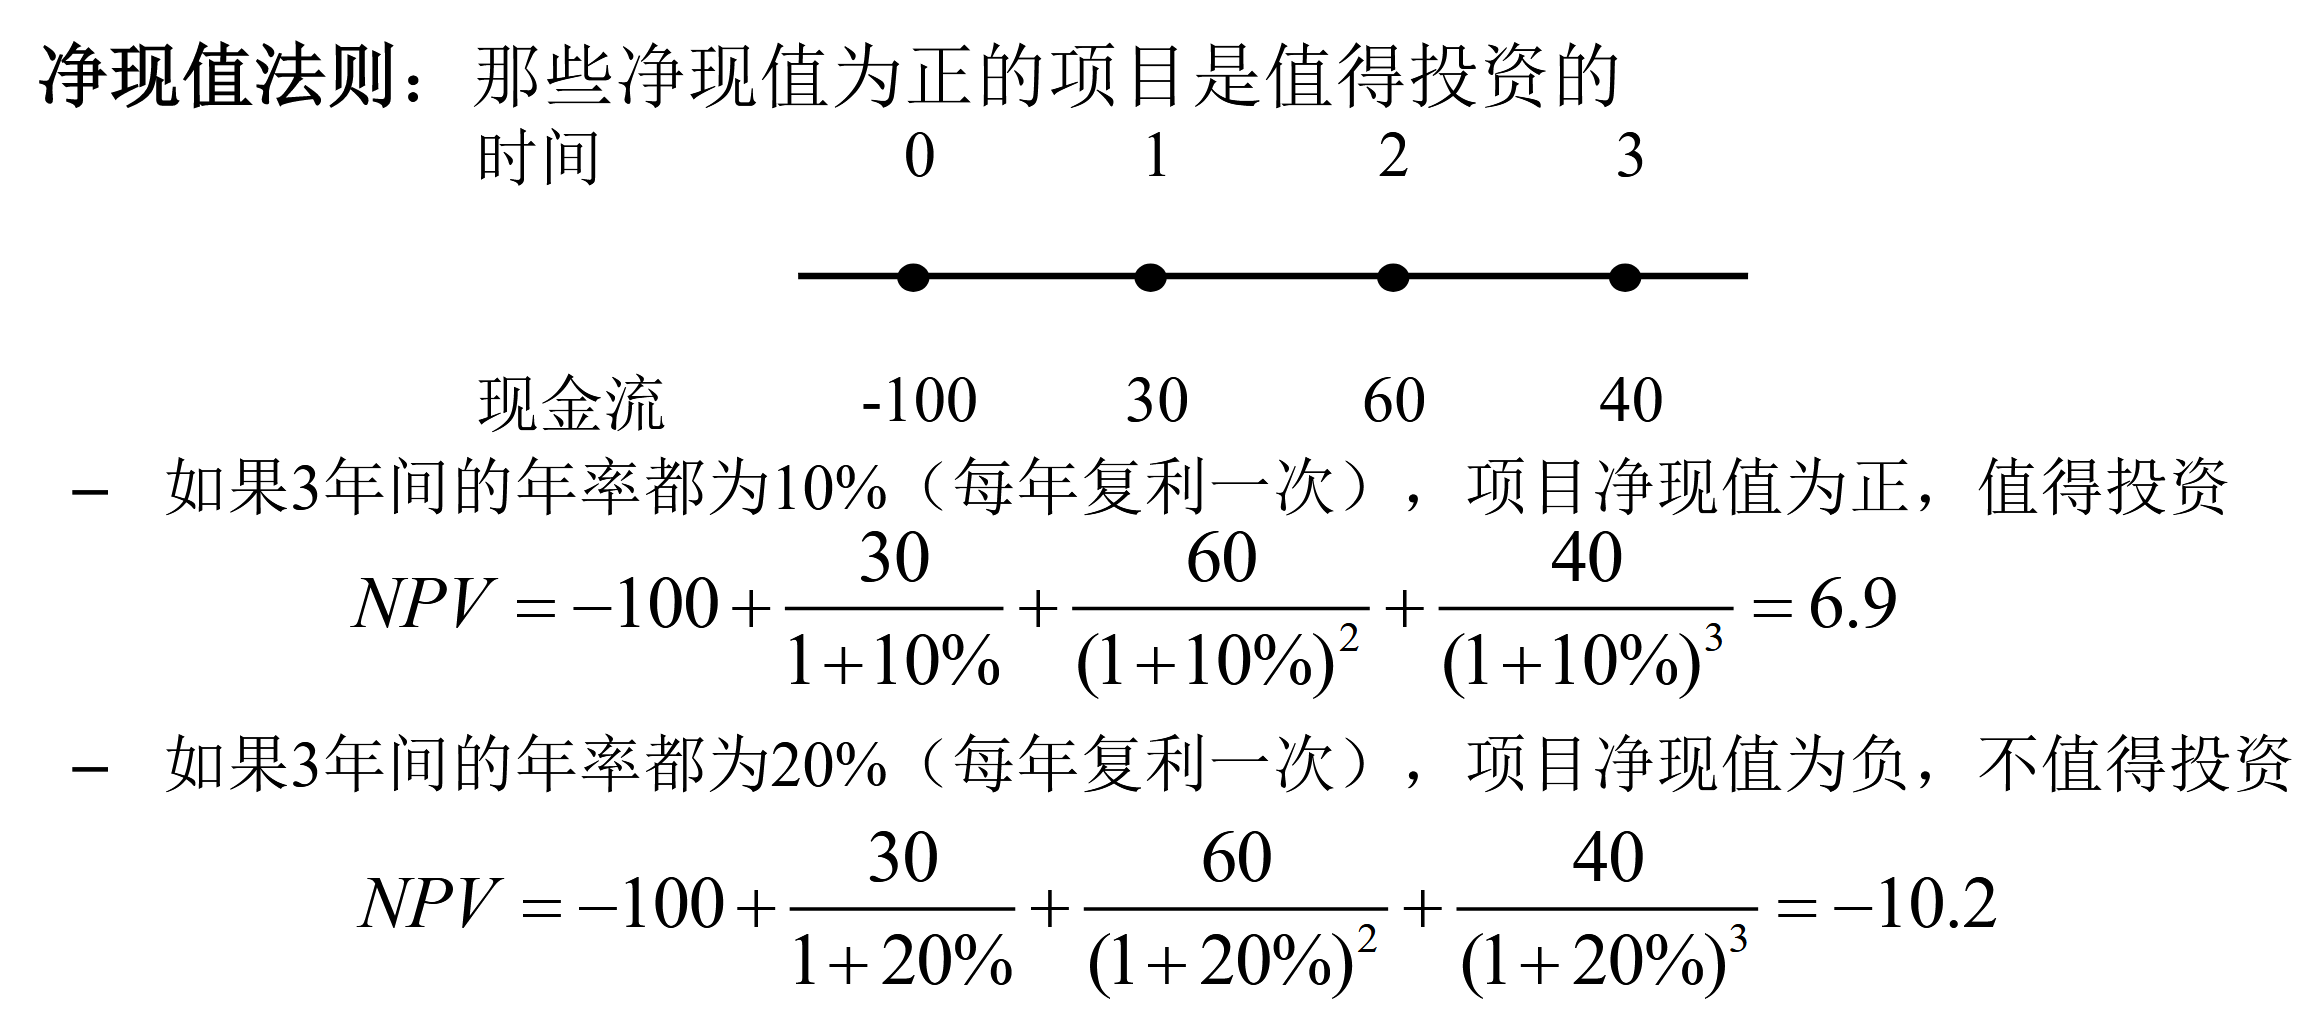 净现值法则：那些净现值为正的项目是值得投资的
时间 0 1 2 3
现金流 -100 30 60 40
– 如果3年间的年率都为10%（每年复利一次），项目净现值为正，值得投资
NPV = −100 + 30/(1+10%) + 60/(1+10%)² + 40/(1+10%)³ = 6.9
– 如果3年间的年率都为20%（每年复利一次），项目净现值为负，不值得投资
NPV = −100 + 30/(1+20%) + 60/(1+20%)² + 40/(1+20%)³ = −10.2